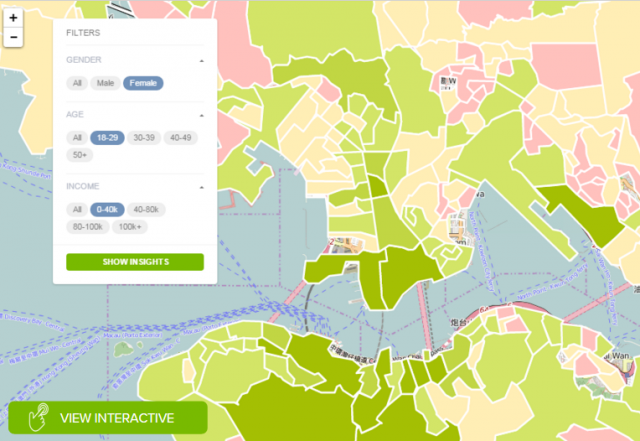 +
−
FILTERS
GENDER
All Male Female
AGE
All 18-29 30-39 40-49
50+
INCOME
All 0-40k 40-80k
80-100k 100k+
SHOW INSIGHTS
VIEW INTERACTIVE